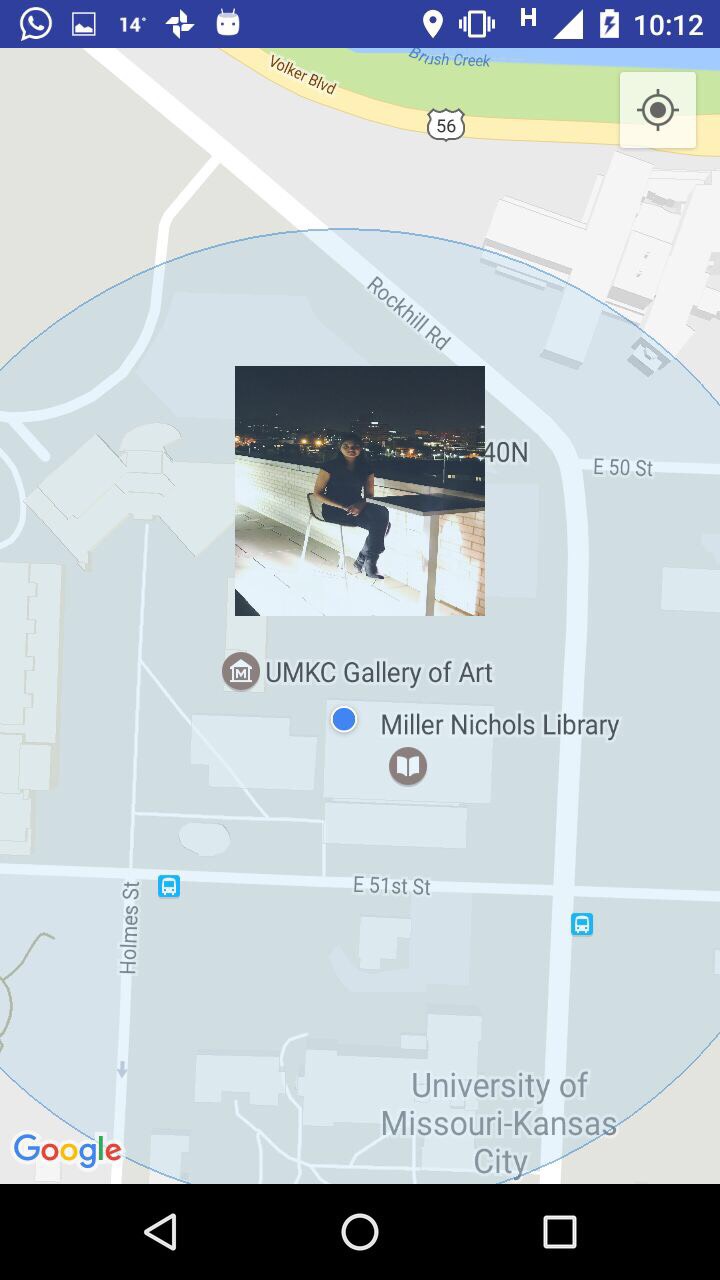 14°
H
10:12
Brush Creek
Volker Blvd
56
Rockhill Rd
40N
E 50 St
UMKC Gallery of Art
Miller Nichols Library
E 51st St
Holmes St
University of
Missouri-Kansas
City
Google